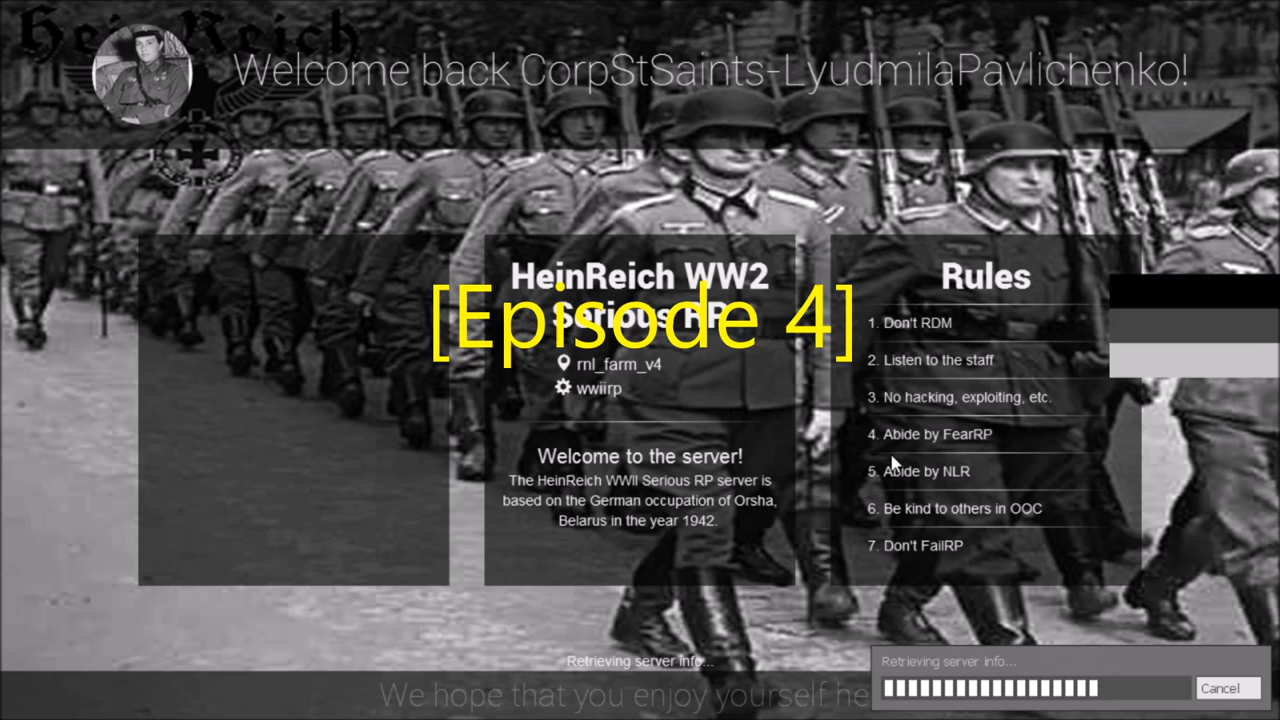 HeinReich
Welcome back CorpStSaints-LyudmilaPavlichenko!
HeinReich WW2
Serious RP
[Episode 4]
rnl_farm_v4
wwiirp
Welcome to the server!
The HeinReich WWII Serious RP server is
based on the German occupation of Orsha,
Belarus in the year 1942.
Rules
1. Don't RDM
2. Listen to the staff
3. No hacking, exploiting, etc.
4. Abide by FearRP
5. Abide by NLR
6. Be kind to others in OOC
7. Don't FailRP
Retrieving server info...
We hope that you enjoy yourself he
Retrieving server info...
Cancel